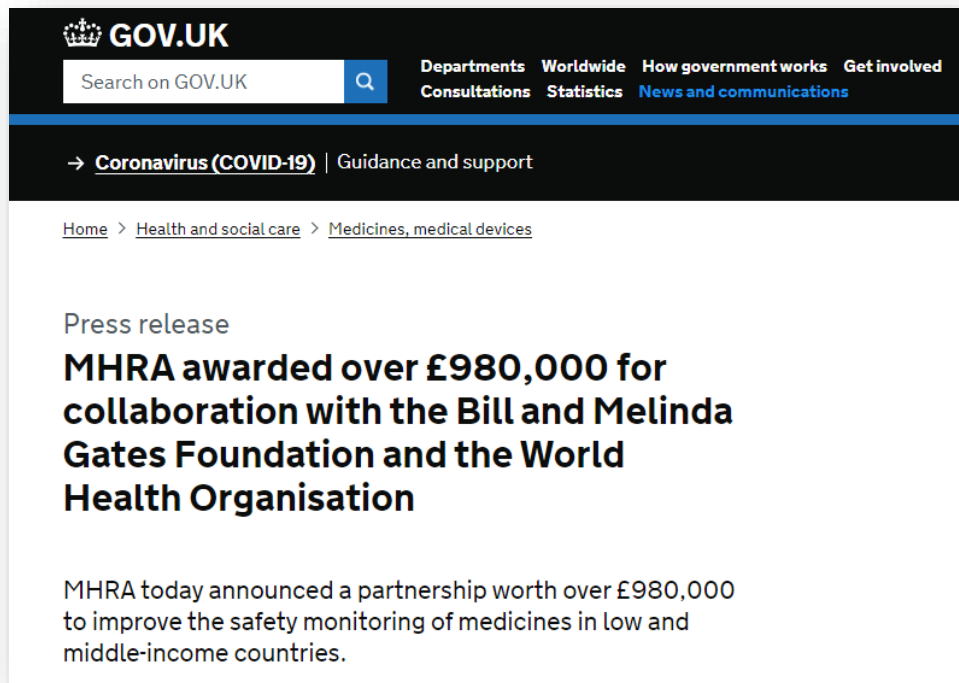 GOV.UK
Search on GOV.UK
Departments Worldwide How government works Get involved
Consultations Statistics News and communications
→ Coronavirus (COVID-19) | Guidance and support
Home > Health and social care > Medicines, medical devices
Press release
MHRA awarded over £980,000 for
collaboration with the Bill and Melinda
Gates Foundation and the World
Health Organisation
MHRA today announced a partnership worth over £980,000
to improve the safety monitoring of medicines in low and
middle-income countries.